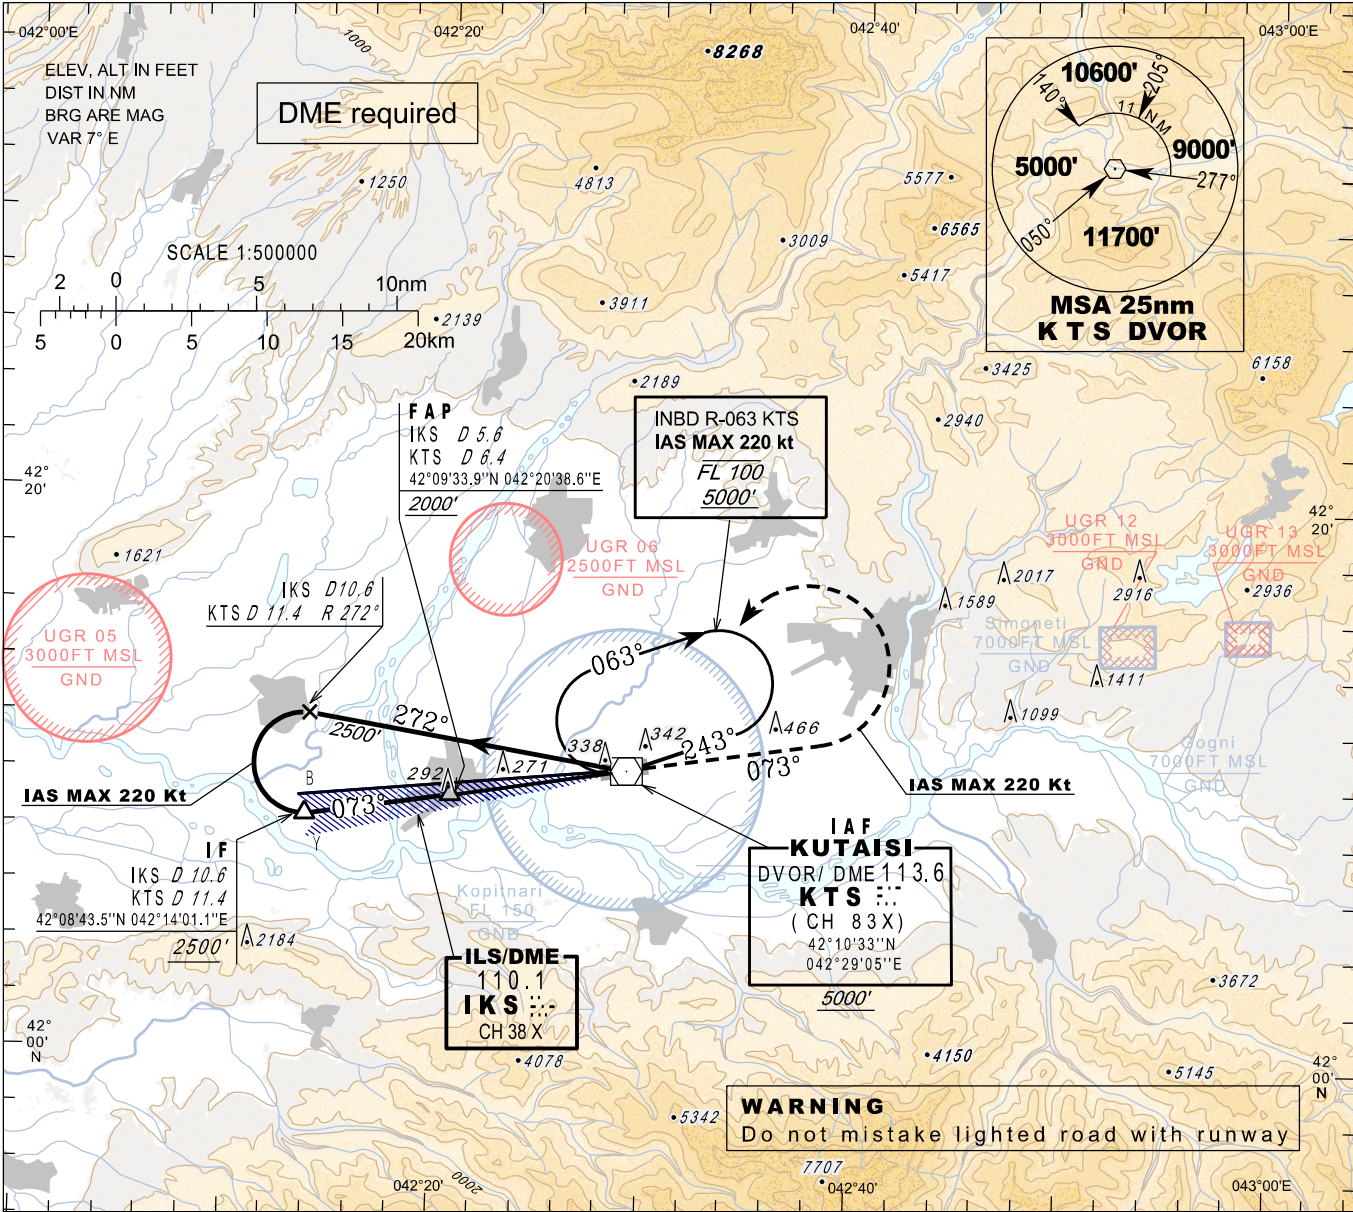 042°00'E
042°20'
042°40'
043°00'E
1000
8268
ELEV, ALT IN FEET
DIST IN NM
BRG ARE MAG
VAR 7° E
DME required
10600'
140°
205°
11 NM
9000'
5000'
277°
050°
11700'
MSA 25nm
KTS DVOR
1250
4813
5577
6565
3009
5417
3911
2139
SCALE 1:500000
2 0 5 10nm
5 0 5 10 15 20km
2189
3425
6158
2940
FAP
IKS D 5.6
KTS D 6.4
42°09'33.9"N 042°20'38.6"E
2000'
INBD R-063 KTS
IAS MAX 220 kt
FL 100
5000'
42°
20'
42°
20'
1621
UGR 06
2500FT MSL
GND
UGR 12
3000FT MSL
GND
UGR 13
3000FT MSL
GND
IKS D10.6
KTS D 11.4 R 272°
2017
2916
2936
1589
UGR 05
3000FT MSL
GND
Simoneti
7000FT MSL
GND
1411
063°
272°
2500'
1099
466
342
338
243°
271
292
073°
Gogni
7000FT MSL
GND
IAS MAX 220 Kt
B
073°
Y
IAS MAX 220 Kt
IF
IKS D 10.6
KTS D 11.4
42°08'43.5"N 042°14'01.1"E
2500'
2184
Kopitnari
FL 150
GND
IAF
KUTAISI
DVOR/ DME 113.6
KTS
( CH 83X)
42°10'33"N
042°29'05"E
5000'
ILS/DME
110.1
IKS
CH 38 X
3672
42°
00'
N
4078
4150
5145
42°
00'
N
5342
WARNING
Do not mistake lighted road with runway
7707
2000
042°20'
042°40'
043°00'E